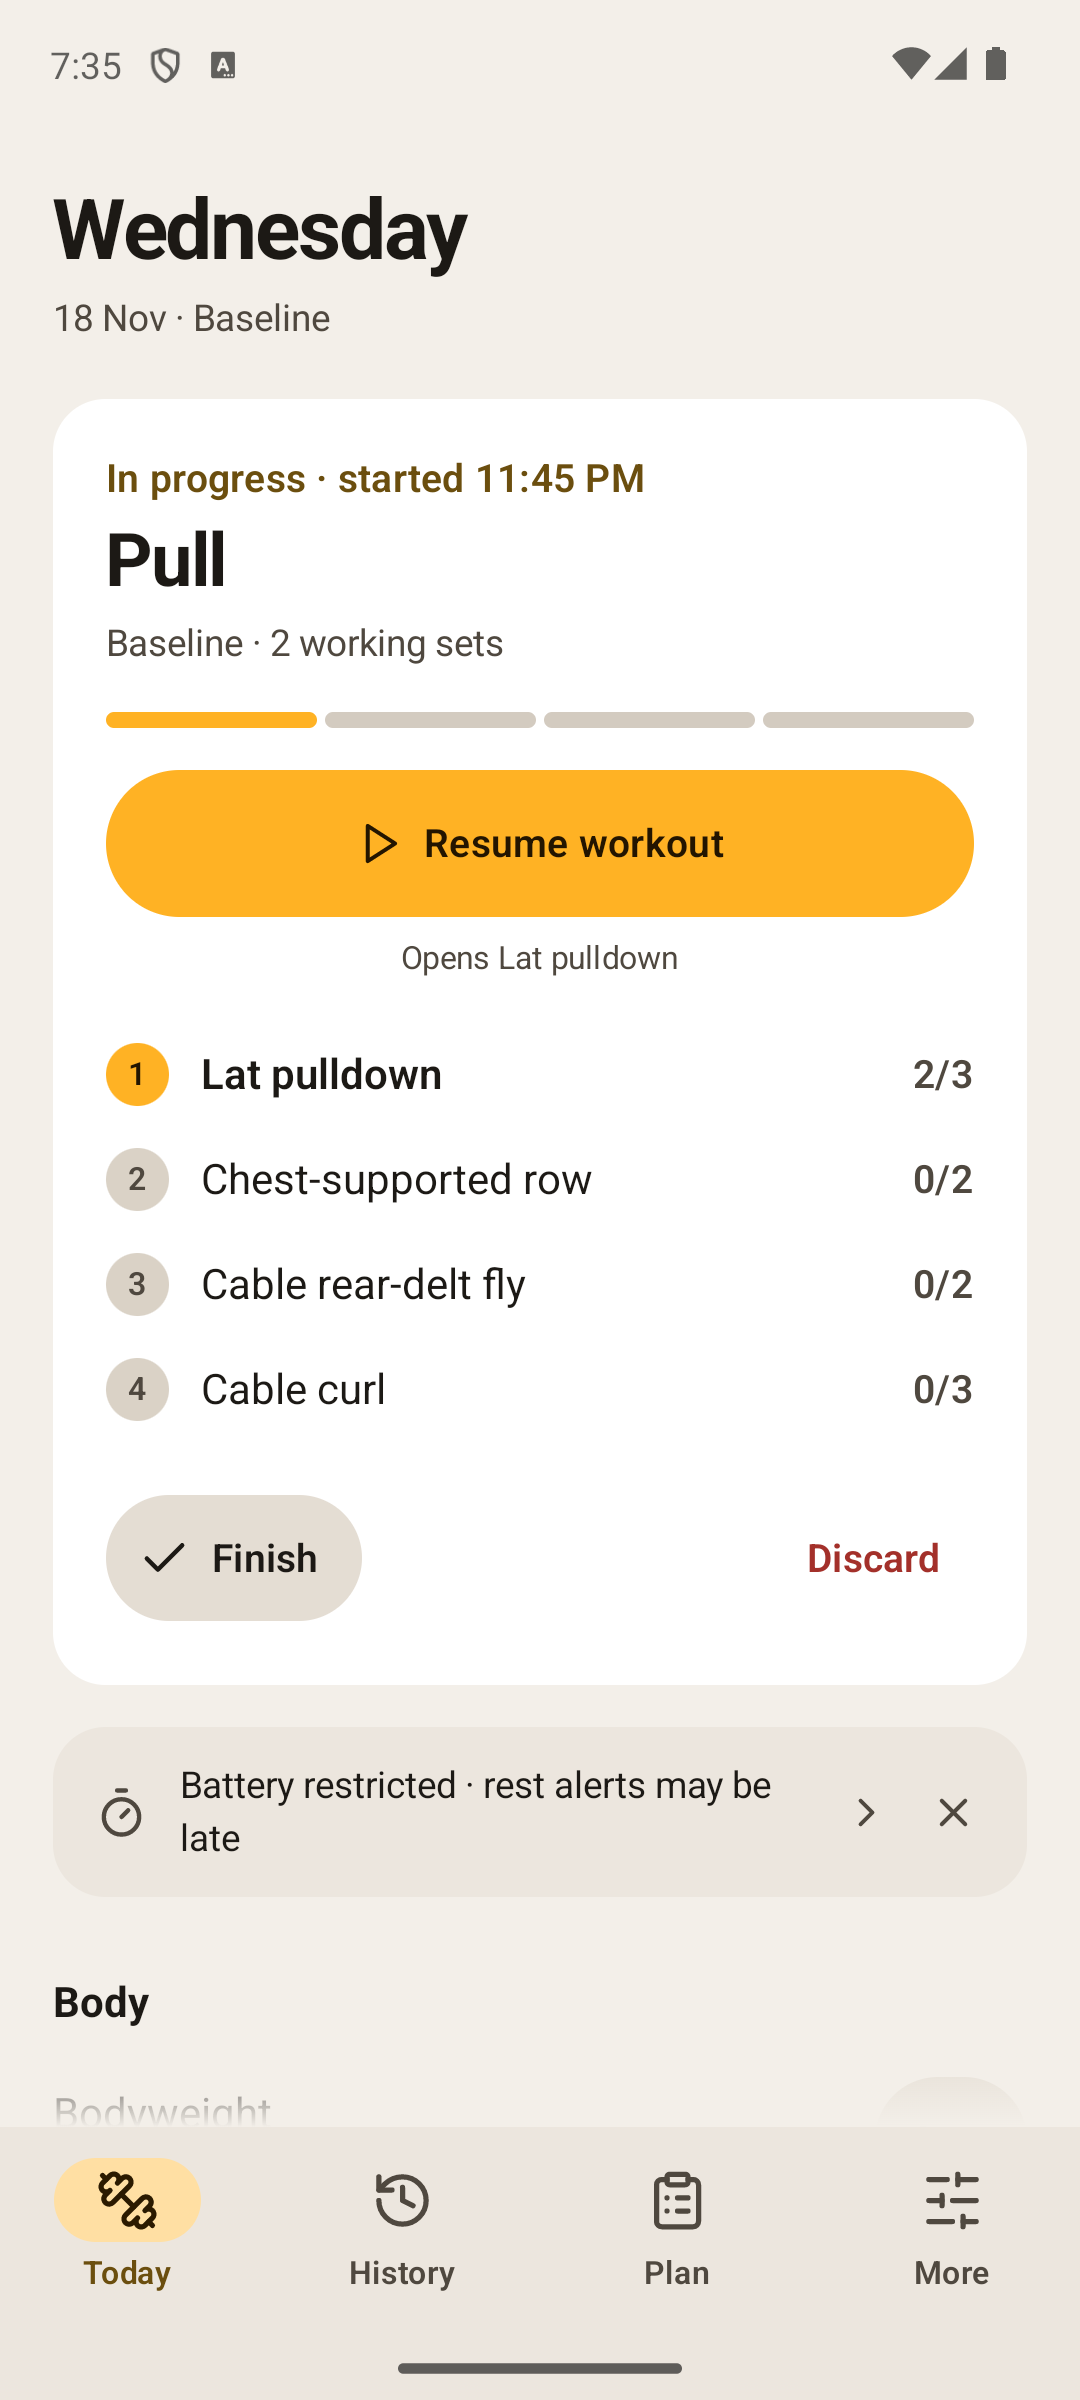 7:35
Wednesday
18 Nov · Baseline
In progress · started 11:45 PM
Pull
Baseline · 2 working sets
Resume workout
Opens Lat pulldown
1 Lat pulldown 2/3
2 Chest-supported row 0/2
3 Cable rear-delt fly 0/2
4 Cable curl 0/3
Finish Discard
Battery restricted · rest alerts may be
late
Body
Bodyweight
Today History Plan More